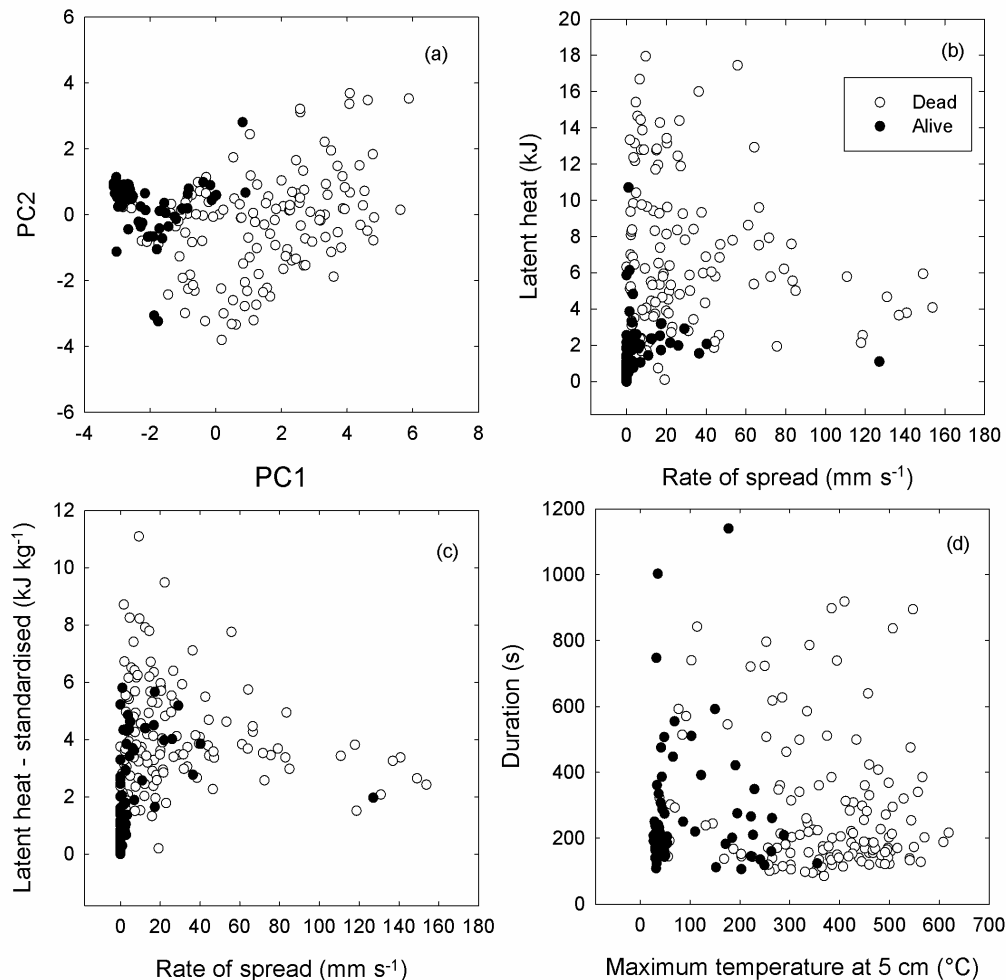 (a)
6
4
2
0
-2
-4
-6
PC2
-4 -2 0 2 4 6 8
PC1
(b)
20
18
16
14
12
10
8
6
4
2
0
Latent heat (kJ)
Dead
Alive
0 20 40 60 80 100 120 140 160 180
Rate of spread (mm s-1)
(c)
12
10
8
6
4
2
0
Latent heat - standardised (kJ kg-1)
0 20 40 60 80 100 120 140 160 180
Rate of spread (mm s-1)
(d)
1200
1000
800
600
400
200
0
Duration (s)
0 100 200 300 400 500 600 700
Maximum temperature at 5 cm (°C)